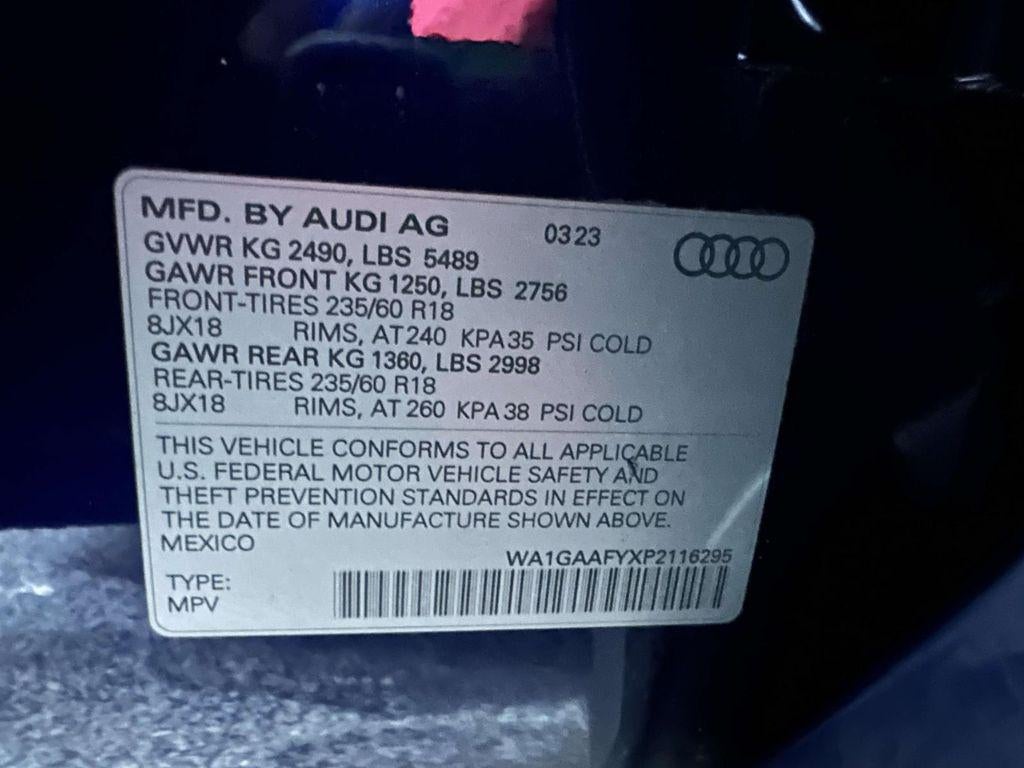 MFD. BY AUDI AG 0323
GVWR KG 2490, LBS 5489
GAWR FRONT KG 1250, LBS 2756
FRONT-TIRES 235/60 R18
8JX18 RIMS, AT 240 KPA 35 PSI COLD
GAWR REAR KG 1360, LBS 2998
REAR-TIRES 235/60 R18
8JX18 RIMS, AT 260 KPA 38 PSI COLD
THIS VEHICLE CONFORMS TO ALL APPLICABLE
U.S. FEDERAL MOTOR VEHICLE SAFETY AND
THEFT PREVENTION STANDARDS IN EFFECT ON
THE DATE OF MANUFACTURE SHOWN ABOVE.
MEXICO
WA1GAAFYXP2116295
TYPE:
MPV